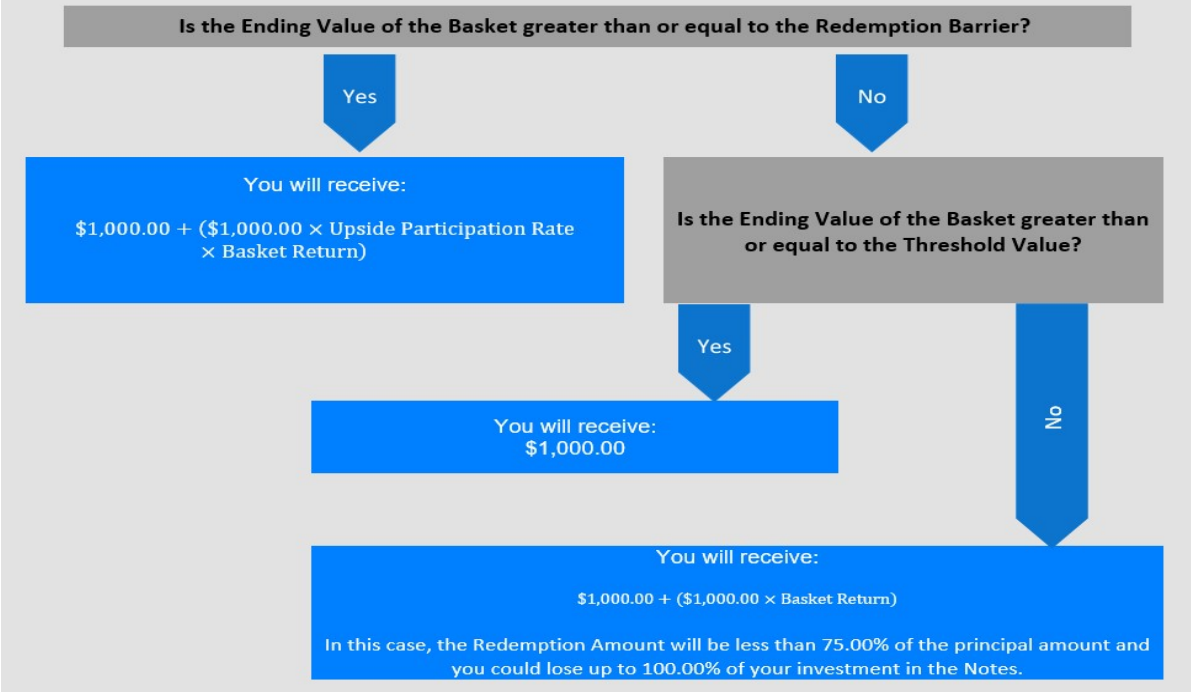 Is the Ending Value of the Basket greater than or equal to the Redemption Barrier?
Yes
No
You will receive:
$1,000.00 + ($1,000.00 × Upside Participation Rate
× Basket Return)
Is the Ending Value of the Basket greater than
or equal to the Threshold Value?
Yes
No
You will receive:
$1,000.00
You will receive:
$1,000.00 + ($1,000.00 × Basket Return)
In this case, the Redemption Amount will be less than 75.00% of the principal amount and
you could lose up to 100.00% of your investment in the Notes.